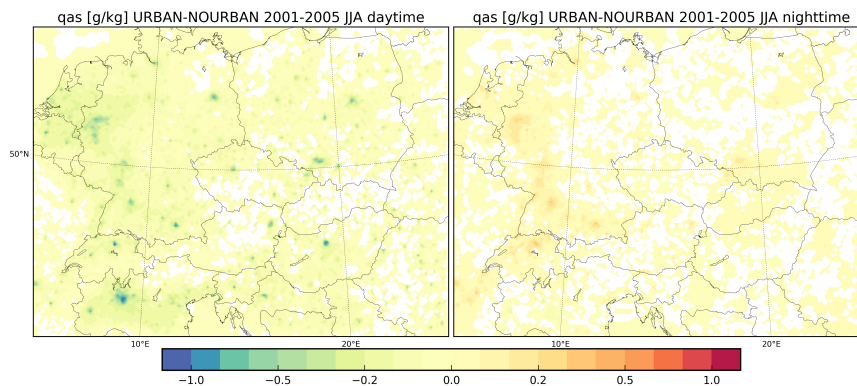 qas [g/kg] URBAN-NOURBAN 2001-2005 JJA daytime
qas [g/kg] URBAN-NOURBAN 2001-2005 JJA nighttime
50°N
10°E
20°E
10°E
20°E
−1.0
−0.5
−0.2
0.0
0.2
0.5
1.0